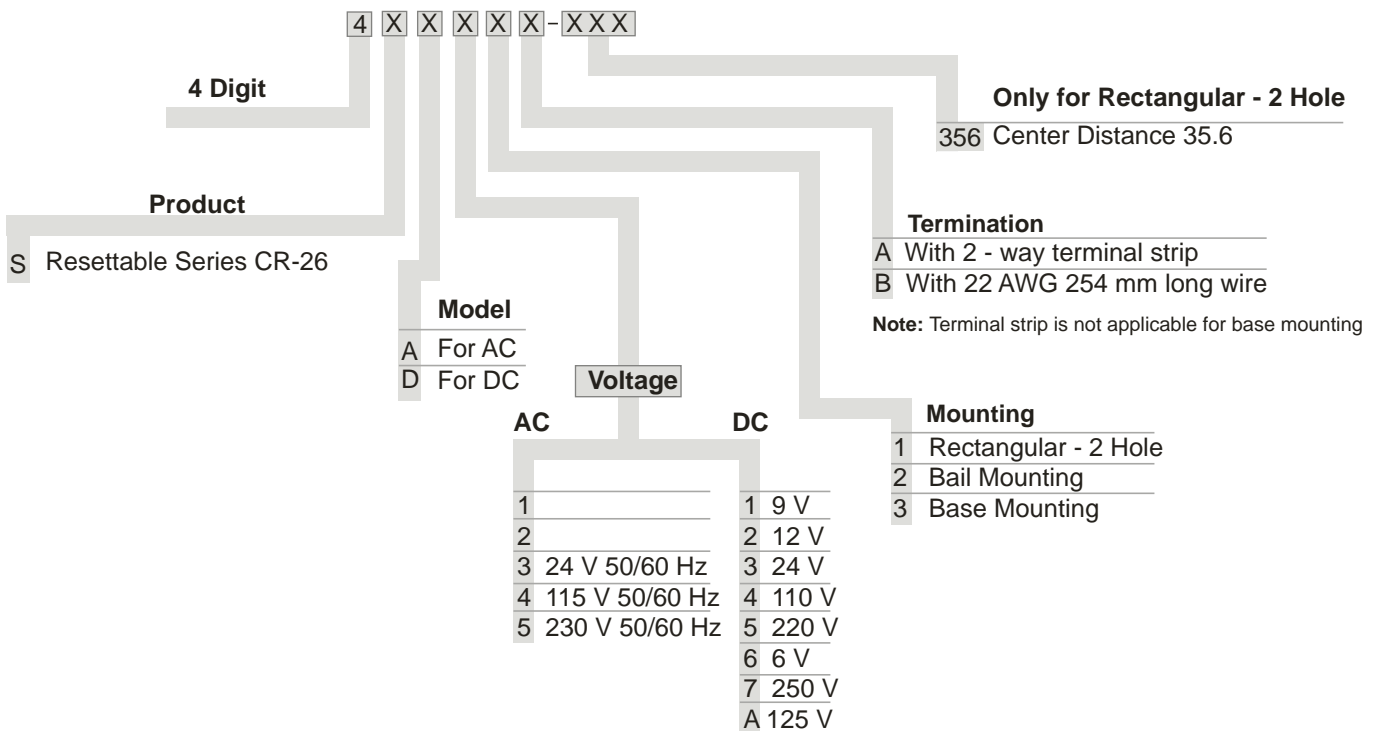 4 X X X X X - X X X
4 Digit
Only for Rectangular - 2 Hole
356 Center Distance 35.6
Product
S Resettable Series CR-26
Termination
A With 2 - way terminal strip
B With 22 AWG 254 mm long wire
Note: Terminal strip is not applicable for base mounting
Model
A For AC
D For DC
Voltage
AC
1
2
3 24 V 50/60 Hz
4 115 V 50/60 Hz
5 230 V 50/60 Hz
DC
1 9 V
2 12 V
3 24 V
4 110 V
5 220 V
6 6 V
7 250 V
A 125 V
Mounting
1 Rectangular - 2 Hole
2 Bail Mounting
3 Base Mounting